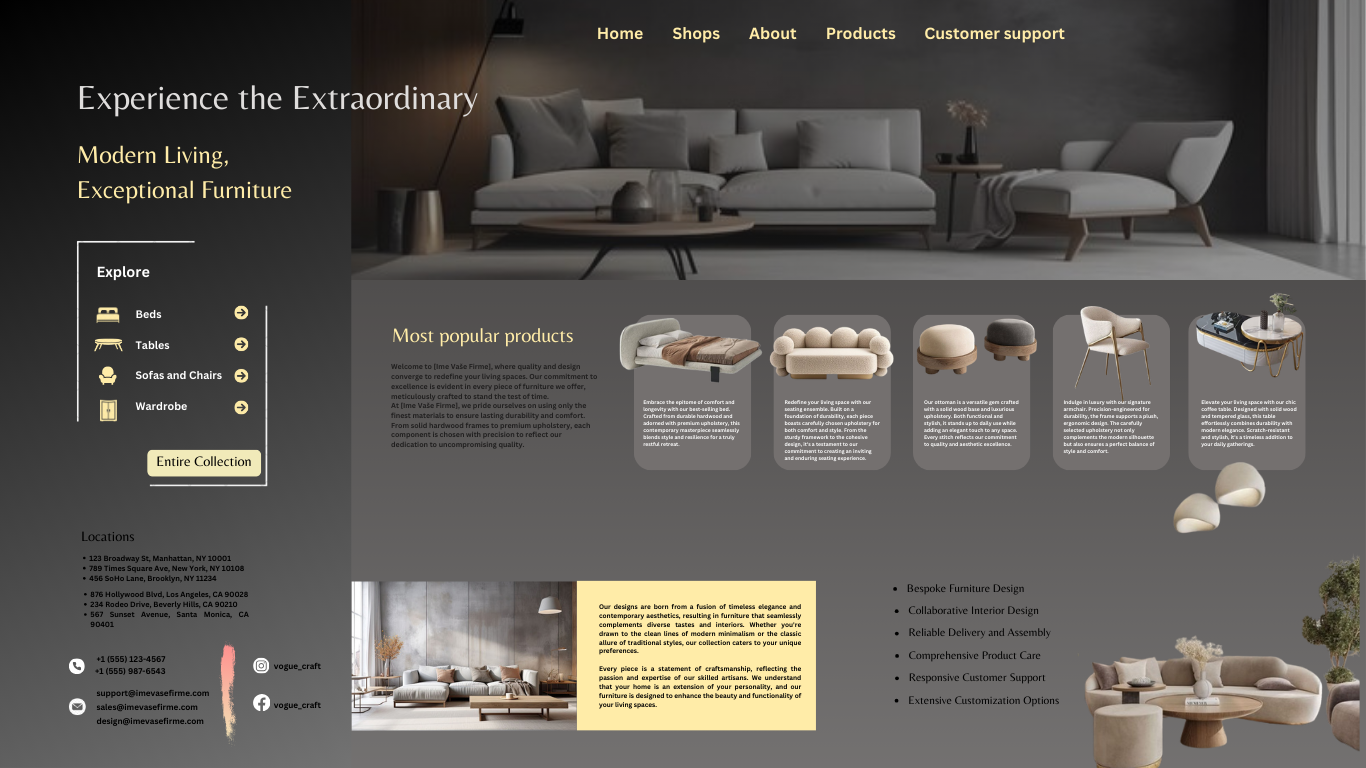 Home Shops About Products Customer support
Experience the Extraordinary
Modern Living,
Exceptional Furniture
Explore
Beds
Tables
Sofas and Chairs
Wardrobe
Entire Collection
Locations
• 123 Broadway St, Manhattan, NY 10001
• 789 Times Square Ave, New York, NY 10108
• 456 SoHo Lane, Brooklyn, NY 11234
• 876 Hollywood Blvd, Los Angeles, CA 90028
• 234 Rodeo Drive, Beverly Hills, CA 90210
• 567 Sunset Avenue, Santa Monica, CA
90401
+1 (555) 123-4567
+1 (555) 987-6543
support@imevasefirme.com
sales@imevasefirme.com
design@imevasefirme.com
vogue_craft
vogue_craft
Most popular products
Welcome to [Ime Vaše Firme], where quality and design
converge to redefine your living spaces. Our commitment to
excellence is evident in every piece of furniture we offer,
meticulously crafted to stand the test of time.
At [Ime Vaše Firme], we pride ourselves on using only the
finest materials to ensure lasting durability and comfort.
From solid hardwood frames to premium upholstery, each
component is chosen with precision to reflect our
dedication to uncompromising quality.
Embrace the epitome of comfort and
longevity with our best-selling bed.
Crafted from durable hardwood and
adorned with premium upholstery, this
contemporary masterpiece seamlessly
blends style and resilience for a truly
restful retreat.
Redefine your living space with our
seating ensemble. Built on a
foundation of durability, each piece
boasts carefully chosen upholstery for
both comfort and style. From the
sturdy framework to the cohesive
design, it's a testament to our
commitment to creating an inviting
and enduring seating experience.
Our ottoman is a versatile gem crafted
with a solid wood base and luxurious
upholstery. Both functional and
stylish, it stands up to daily use while
adding an elegant touch to any space.
Every stitch reflects our commitment
to quality and aesthetic excellence.
Indulge in luxury with our signature
armchair. Precision-engineered for
durability, the frame supports a plush,
ergonomic design. The carefully
selected upholstery not only
complements the modern silhouette
but also ensures a perfect balance of
style and comfort.
Elevate your living space with our chic
coffee table. Designed with solid wood
and tempered glass, this table
effortlessly combines durability with
modern elegance. Scratch-resistant
and stylish, it's a timeless addition to
your daily gatherings.
Our designs are born from a fusion of timeless elegance and
contemporary aesthetics, resulting in furniture that seamlessly
complements diverse tastes and interiors. Whether you're
drawn to the clean lines of modern minimalism or the classic
allure of traditional styles, our collection caters to your unique
preferences.
Every piece is a statement of craftsmanship, reflecting the
passion and expertise of our skilled artisans. We understand
that your home is an extension of your personality, and our
furniture is designed to enhance the beauty and functionality of
your living spaces.
• Bespoke Furniture Design
• Collaborative Interior Design
• Reliable Delivery and Assembly
• Comprehensive Product Care
• Responsive Customer Support
• Extensive Customization Options